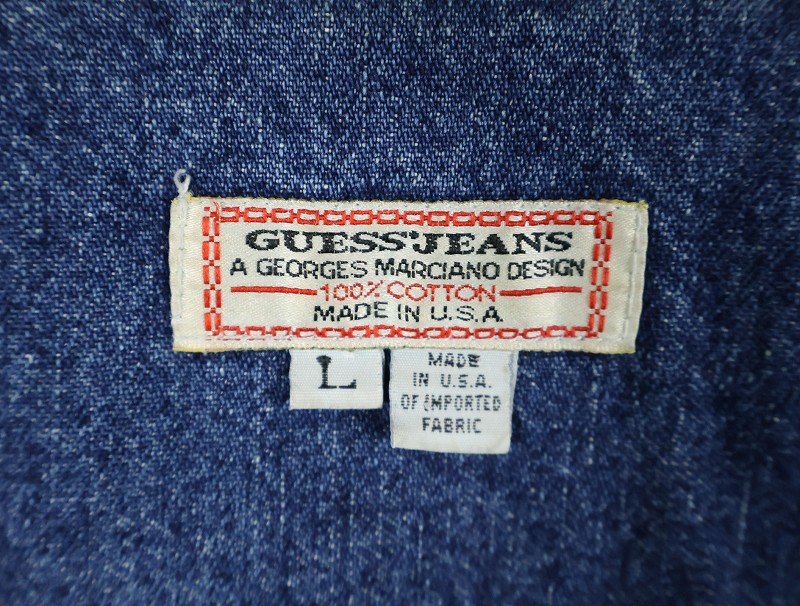 GUESS'JEANS
A GEORGES MARCIANO DESIGN
100% COTTON
MADE IN U.S.A.
L
MADE
IN U.S.A.
OF IMPORTED
FABRIC